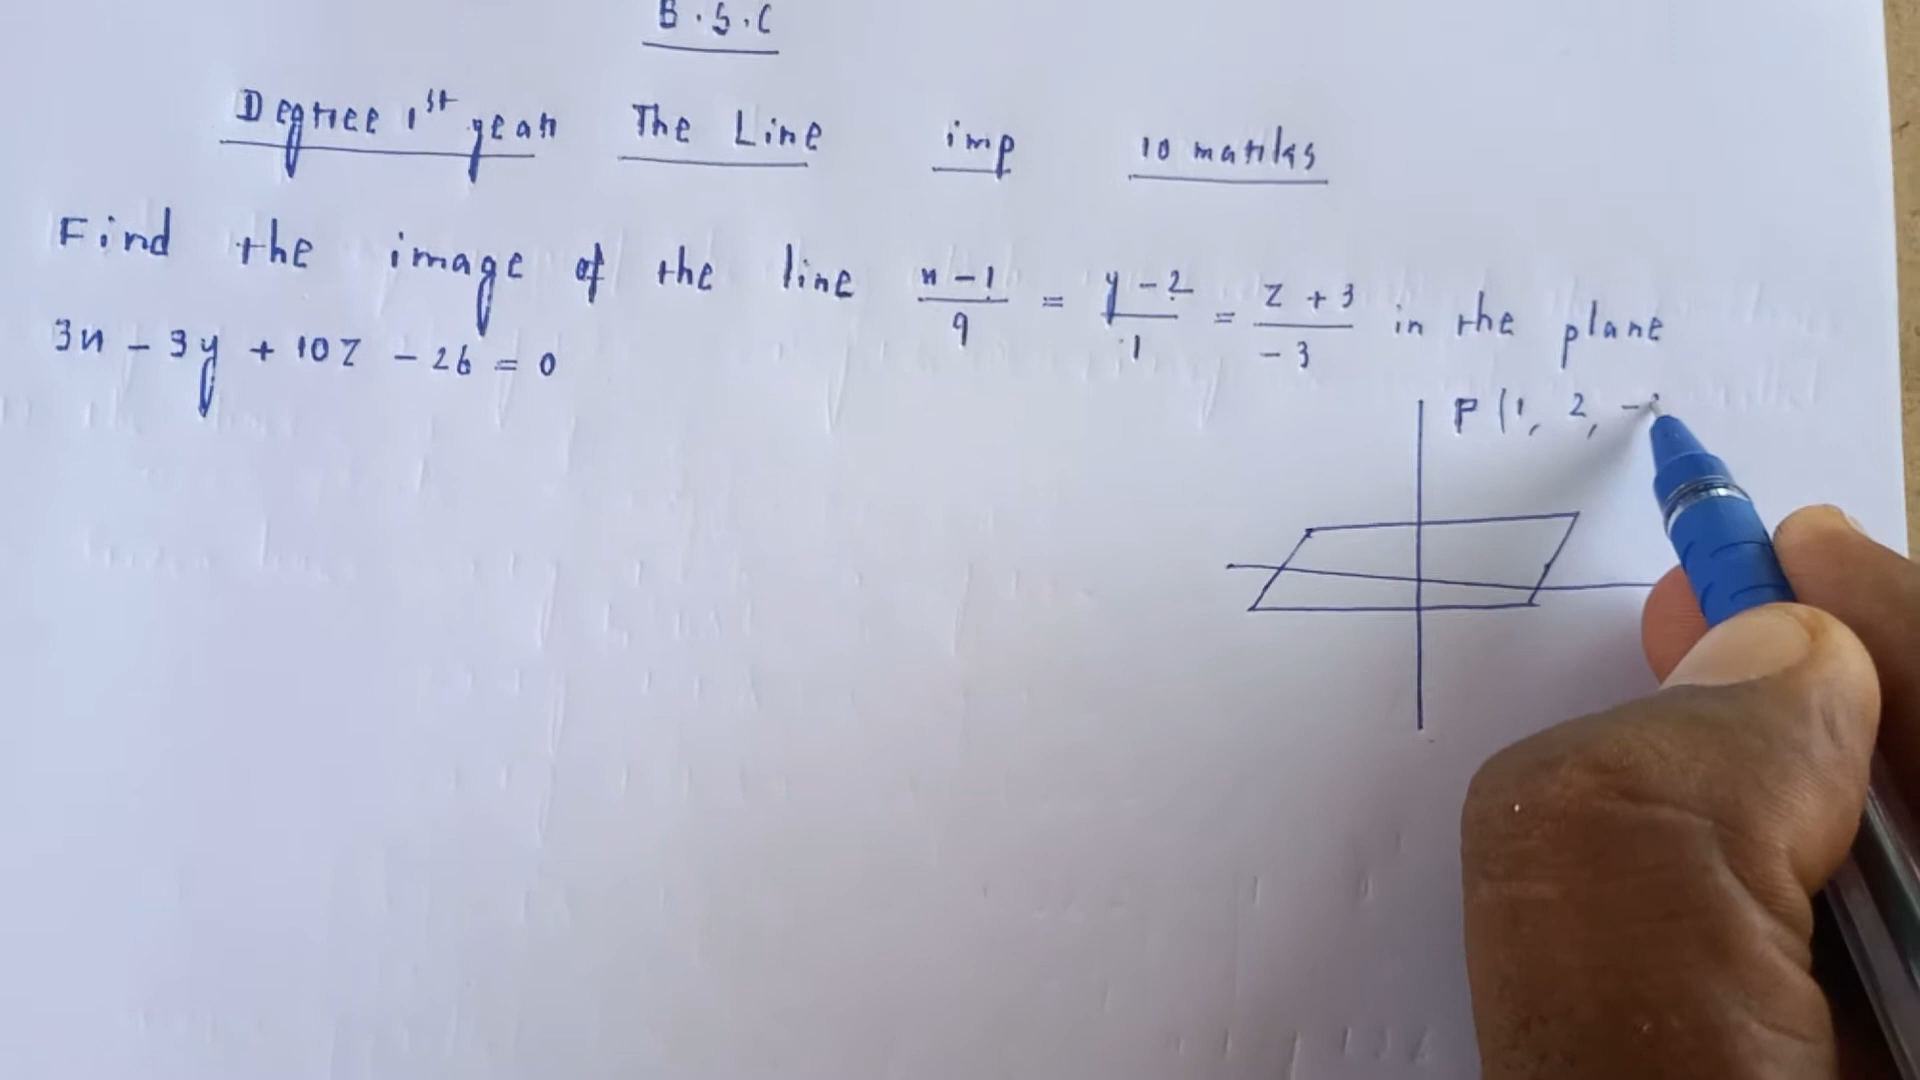 B.S.C
Degree 1st year The Line imp 10 marks
Find the image of the line x-1/9 = y-2/1 = z+3/-3 in the plane
3x - 3y + 10z - 26 = 0
P(1, 2, -